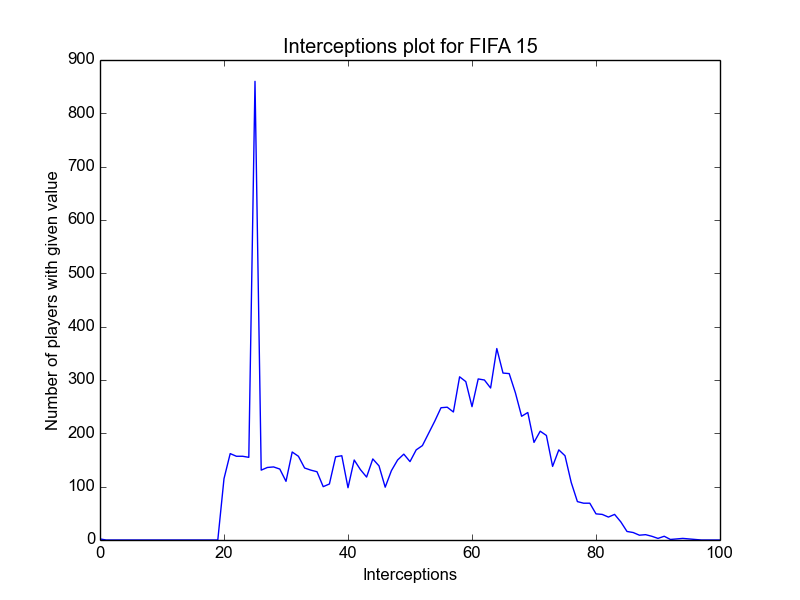 Interceptions plot for FIFA 15
900
800
700
600
500
400
300
200
100
0
Number of players with given value
0 20 40 60 80 100
Interceptions